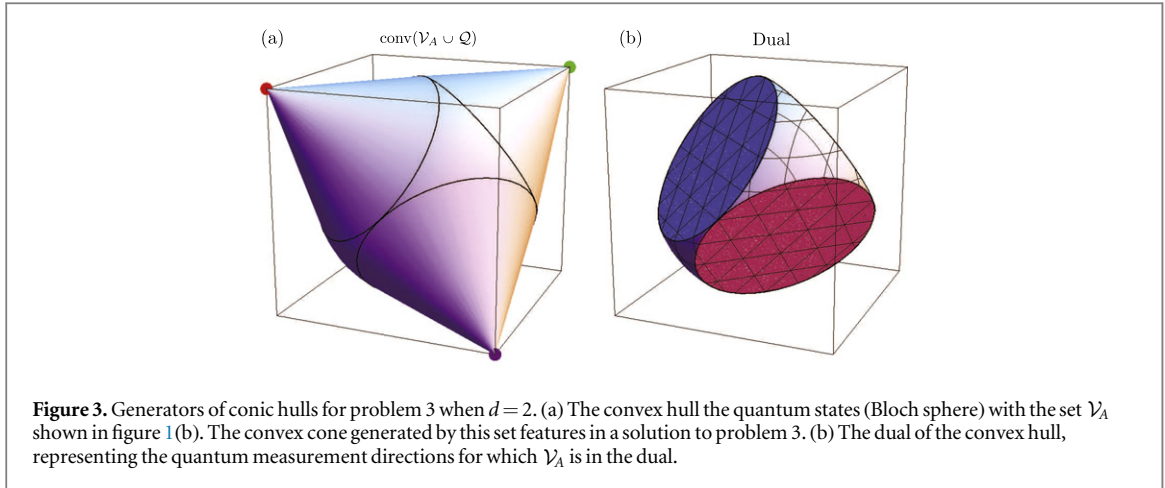 (a) conv(𝒱_A ∪ 𝒬) (b) Dual
Figure 3. Generators of conic hulls for problem 3 when d = 2. (a) The convex hull the quantum states (Bloch sphere) with the set 𝒱_A
shown in figure 1(b). The convex cone generated by this set features in a solution to problem 3. (b) The dual of the convex hull,
representing the quantum measurement directions for which 𝒱_A is in the dual.